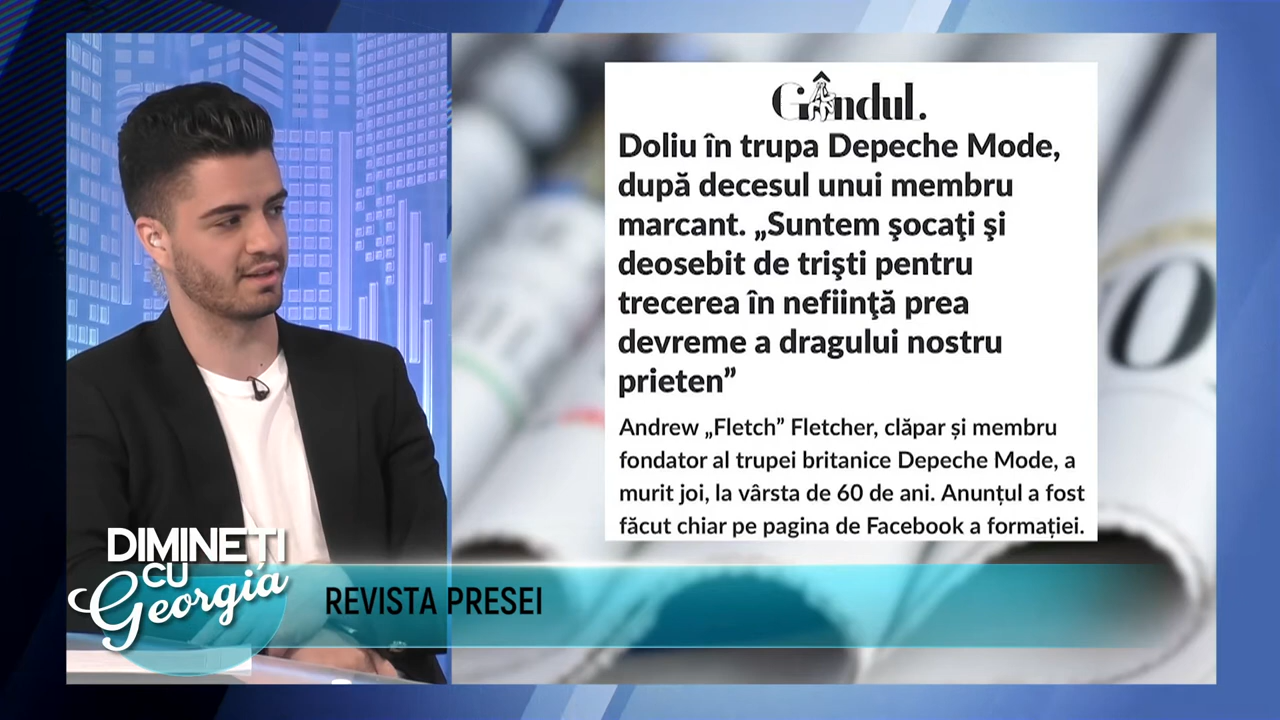 Gândul.
Doliu în trupa Depeche Mode,
după decesul unui membru
marcant. „Suntem şocaţi şi
deosebit de trişti pentru
trecerea în nefiinţă prea
devreme a dragului nostru
prieten”
Andrew „Fletch” Fletcher, clăpar și membru
fondator al trupei britanice Depeche Mode, a
murit joi, la vârsta de 60 de ani. Anunțul a fost
făcut chiar pe pagina de Facebook a formației.
DIMINEȚI
CU
Georgia
REVISTA PRESEI